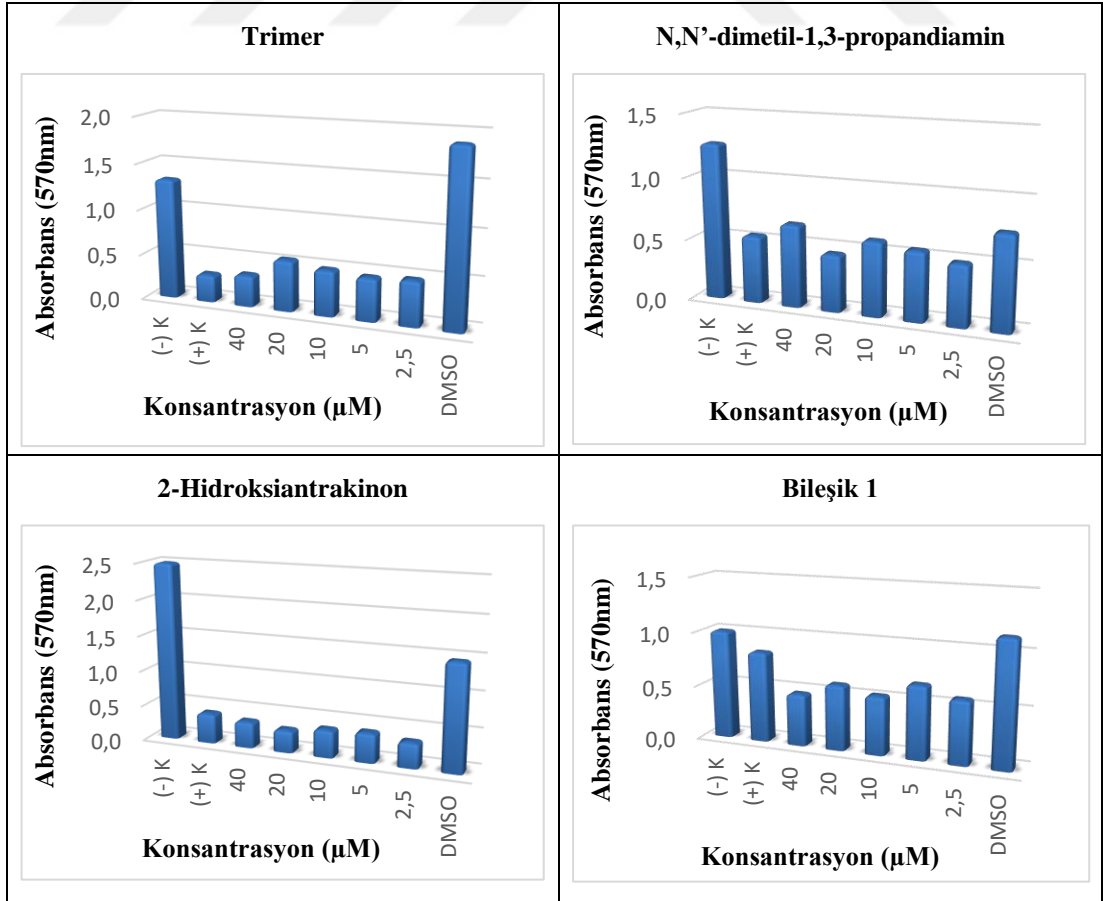 Trimer
Absorbans (570nm)
2,0
1,5
1,0
0,5
0,0
(-) K
(+) K
40
20
10
5
2,5
DMSO
Konsantrasyon (µM)
N,N’-dimetil-1,3-propandiamin
Absorbans (570nm)
1,5
1,0
0,5
0,0
(-) K
(+) K
40
20
10
5
2,5
DMSO
Konsantrasyon (µM)
2-Hidroksiantrakinon
Absorbans (570nm)
2,5
2,0
1,5
1,0
0,5
0,0
(-) K
(+) K
40
20
10
5
2,5
DMSO
Konsantrasyon (µM)
Bileşik 1
Absorbans (570nm)
1,5
1,0
0,5
0,0
(-) K
(+) K
40
20
10
5
2,5
DMSO
Konsantrasyon (µM)